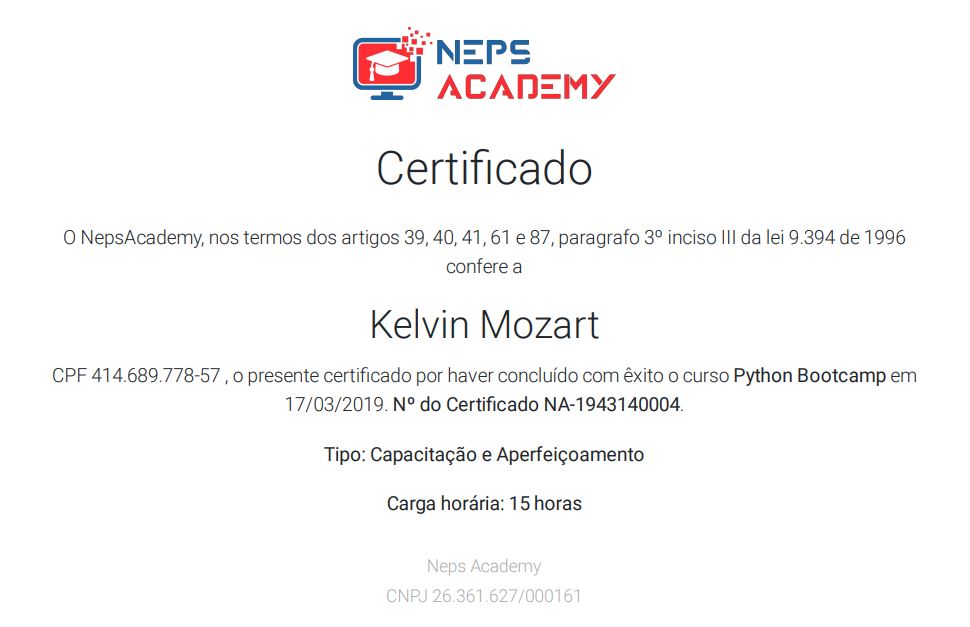 NEPS
ACADEMY
Certificado
O NepsAcademy, nos termos dos artigos 39, 40, 41, 61 e 87, paragrafo 3º inciso III da lei 9.394 de 1996
confere a
Kelvin Mozart
CPF 414.689.778-57 , o presente certificado por haver concluído com êxito o curso Python Bootcamp em
17/03/2019. Nº do Certificado NA-1943140004.
Tipo: Capacitação e Aperfeiçoamento
Carga horária: 15 horas
Neps Academy
CNPJ 26.361.627/000161